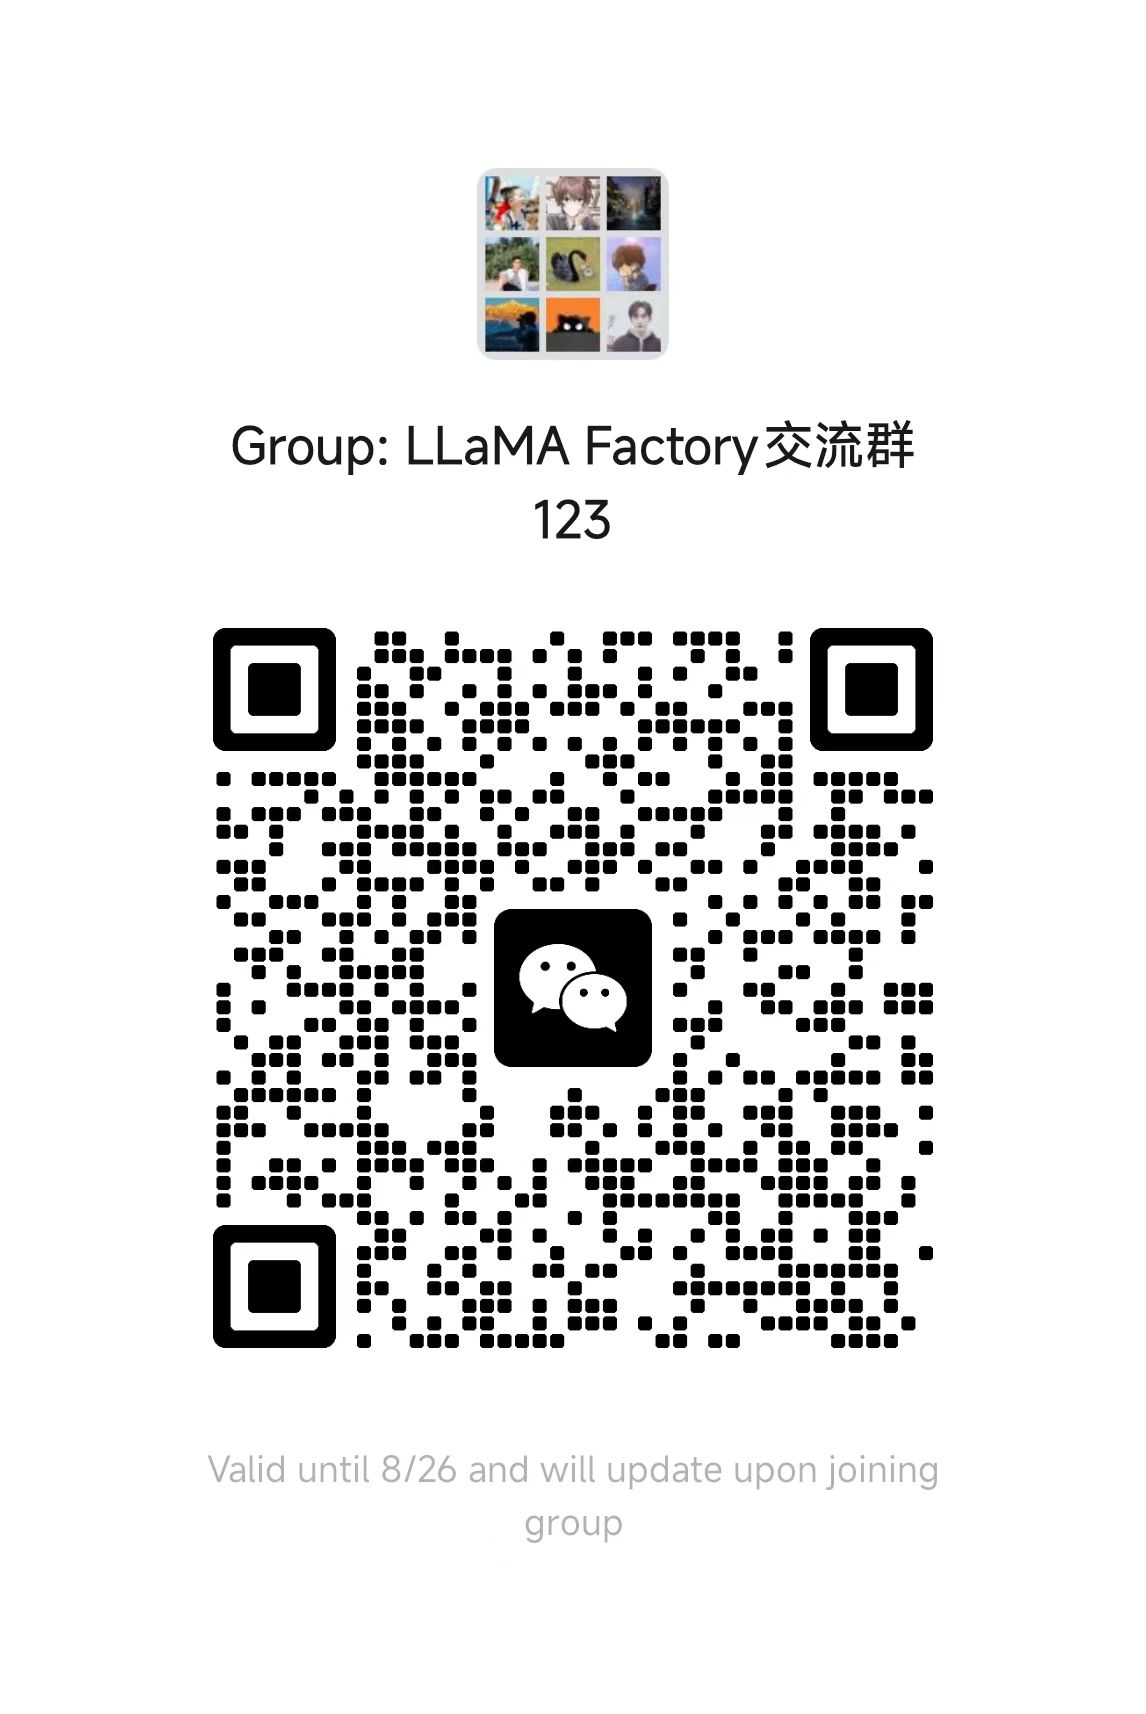 Group: LLaMA Factory交流群
123
Valid until 8/26 and will update upon joining
group